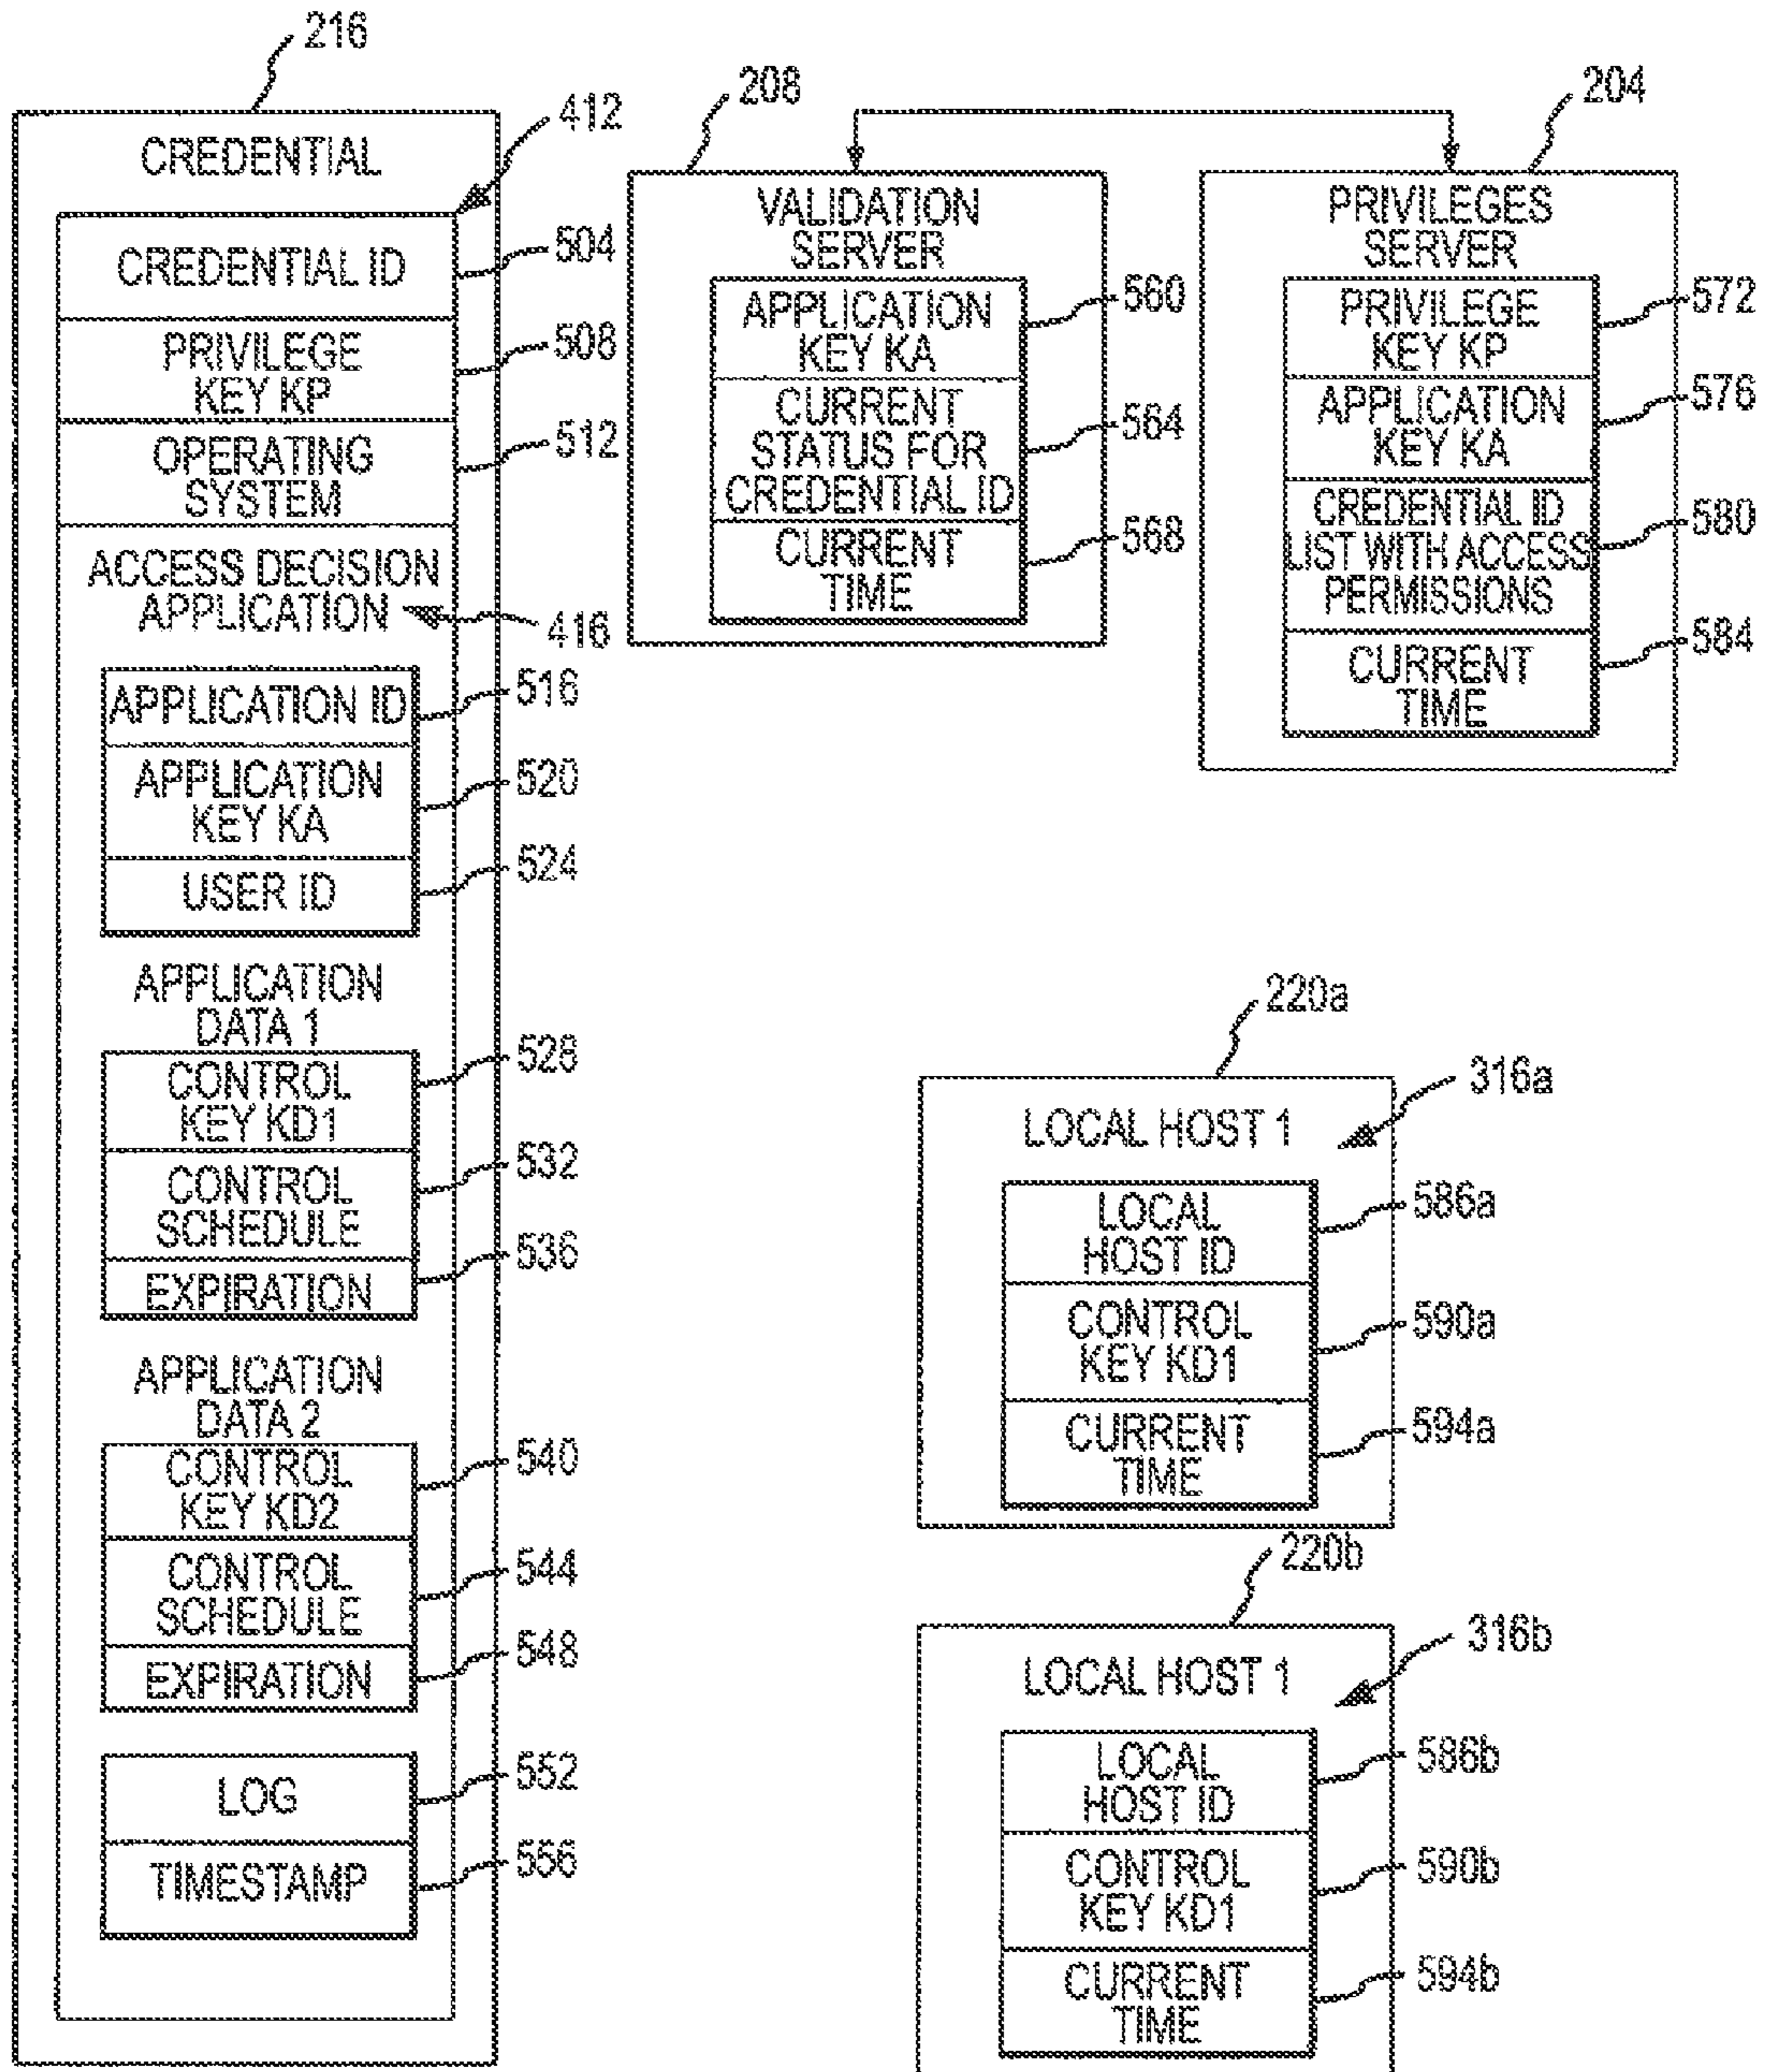 216
CREDENTIAL
412
CREDENTIAL ID
504
PRIVILEGE
KEY KP
508
OPERATING
SYSTEM
512
ACCESS DECISION
APPLICATION
416
APPLICATION ID
516
APPLICATION
KEY KA
520
USER ID
524
APPLICATION
DATA 1
CONTROL
KEY KD1
528
CONTROL
SCHEDULE
532
EXPIRATION
536
APPLICATION
DATA 2
CONTROL
KEY KD2
540
CONTROL
SCHEDULE
544
EXPIRATION
548
LOG
552
TIMESTAMP
556
208
VALIDATION
SERVER
APPLICATION
KEY KA
560
CURRENT
STATUS FOR
CREDENTIAL ID
564
CURRENT
TIME
568
204
PRIVILEGES
SERVER
PRIVILEGE
KEY KP
572
APPLICATION
KEY KA
576
CREDENTIAL ID
LIST WITH ACCESS
PERMISSIONS
580
CURRENT
TIME
584
220a
LOCAL HOST 1
316a
LOCAL
HOST ID
586a
CONTROL
KEY KD1
590a
CURRENT
TIME
594a
220b
LOCAL HOST 1
316b
LOCAL
HOST ID
586b
CONTROL
KEY KD1
590b
CURRENT
TIME
594b